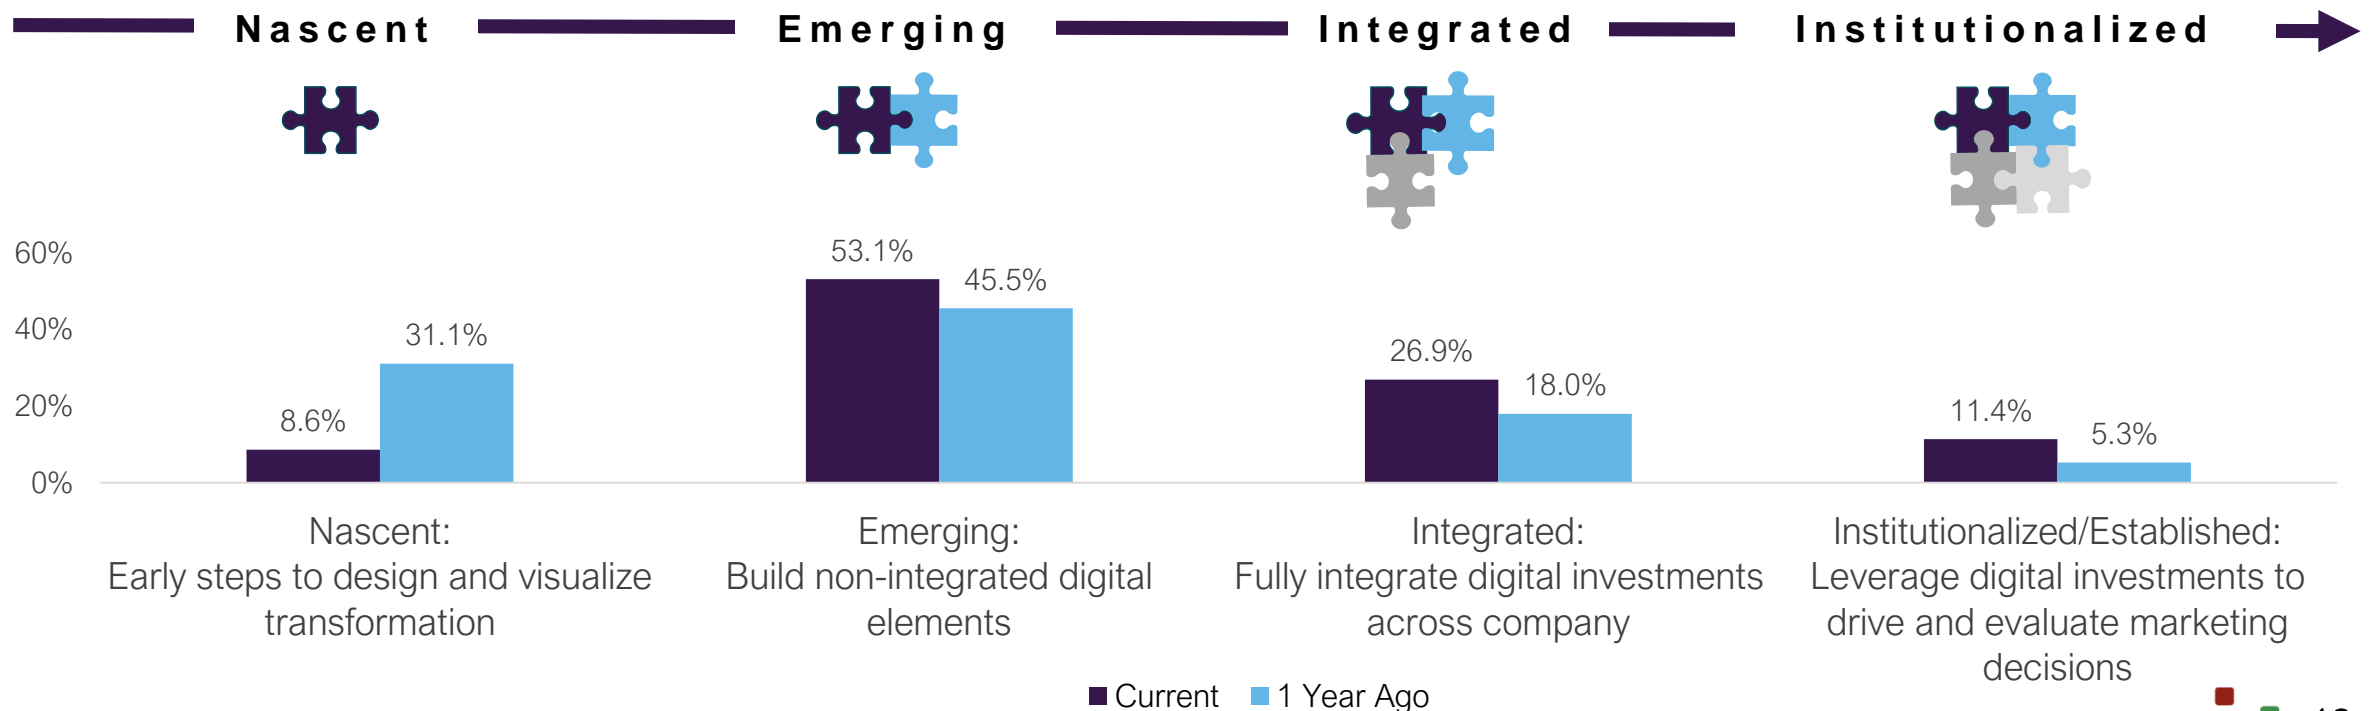 Nascent Emerging Integrated Institutionalized
60%
40%
20%
0%
8.6%
31.1%
53.1%
45.5%
26.9%
18.0%
11.4%
5.3%
Nascent:
Early steps to design and visualize
transformation
Emerging:
Build non-integrated digital
elements
Integrated:
Fully integrate digital investments
across company
Institutionalized/Established:
Leverage digital investments to
drive and evaluate marketing
decisions
Current 1 Year Ago